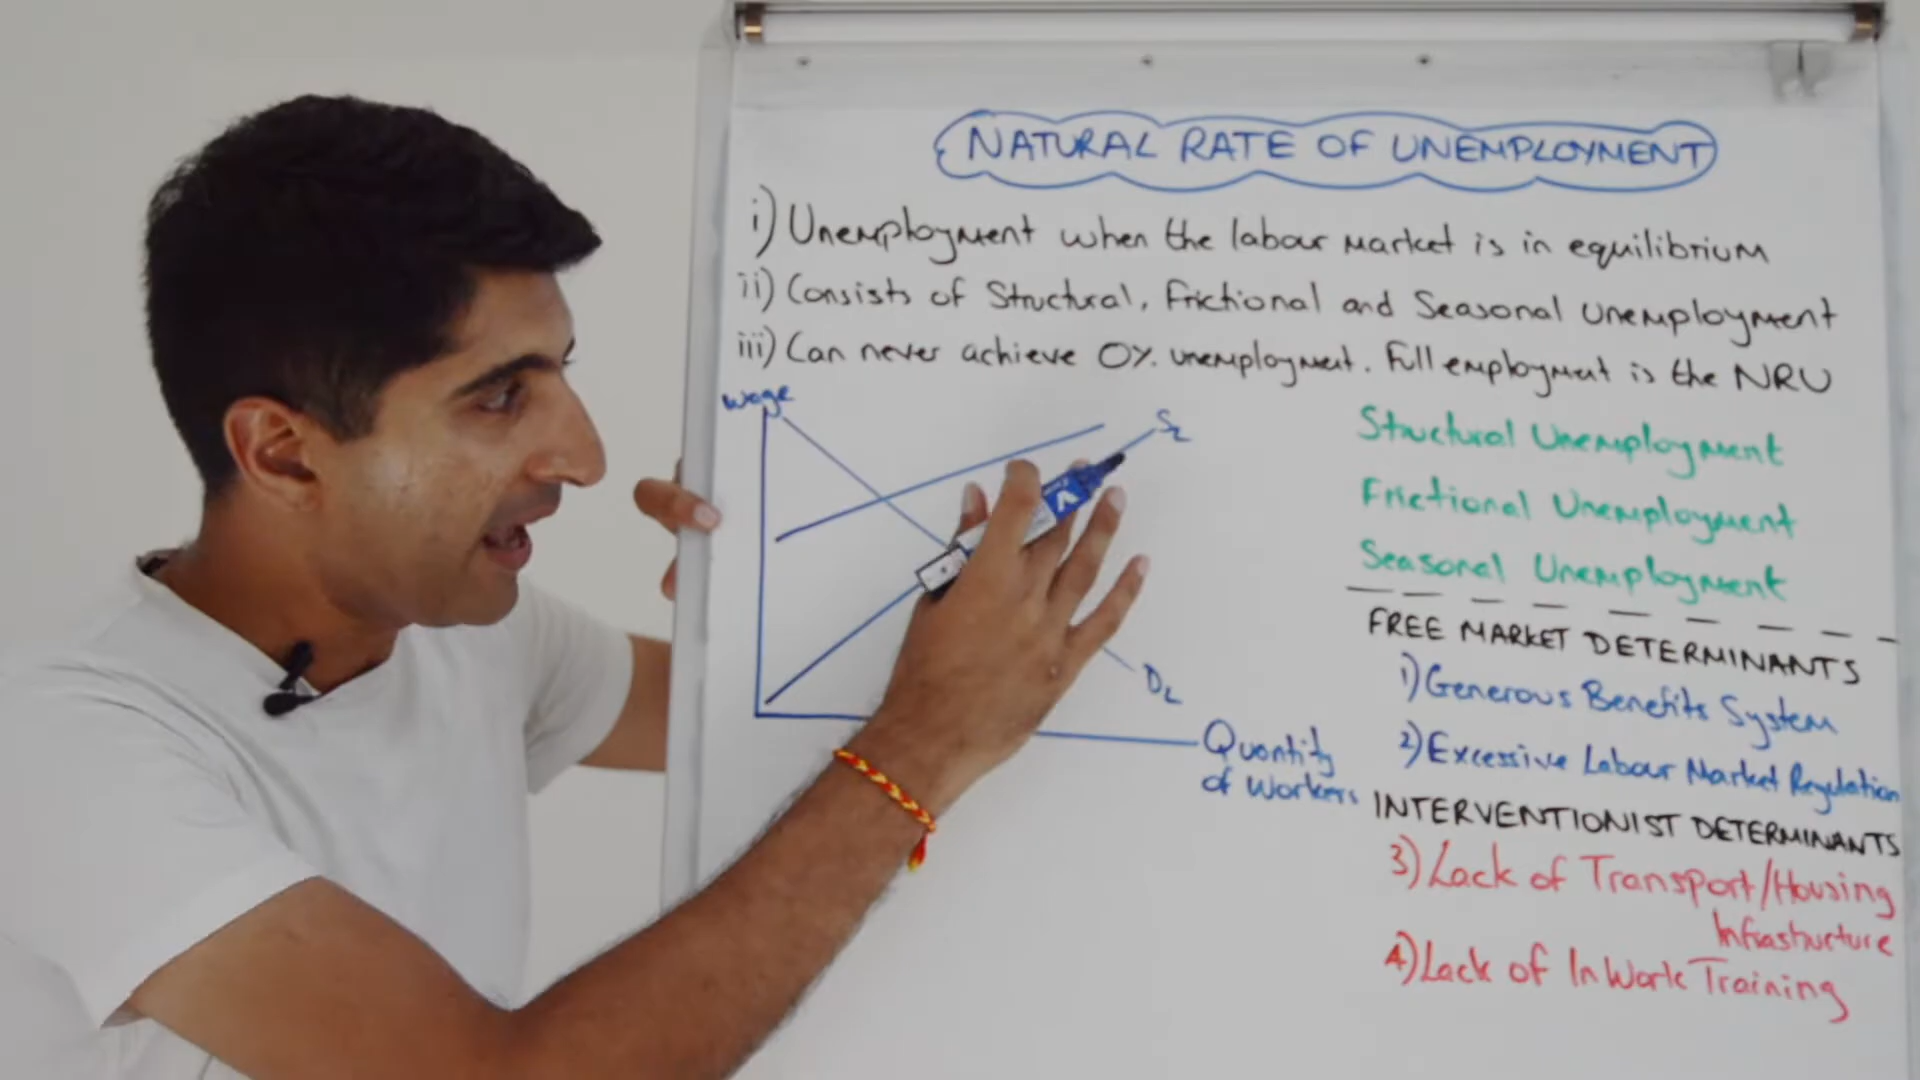 NATURAL RATE OF UNEMPLOYMENT
i) Unemployment when the labour market is in equilibrium
ii) Consists of Structural, Frictional and Seasonal unemployment
iii) Can never achieve 0% unemployment. Full employment is the NRU
Wage
SL
DL
Quantity
of Workers
Structural Unemployment
Frictional Unemployment
Seasonal Unemployment
FREE MARKET DETERMINANTS
1) Generous Benefits System
2) Excessive Labour Market Regulation
INTERVENTIONIST DETERMINANTS
3) Lack of Transport/Housing
Infrastructure
4) Lack of In Work Training